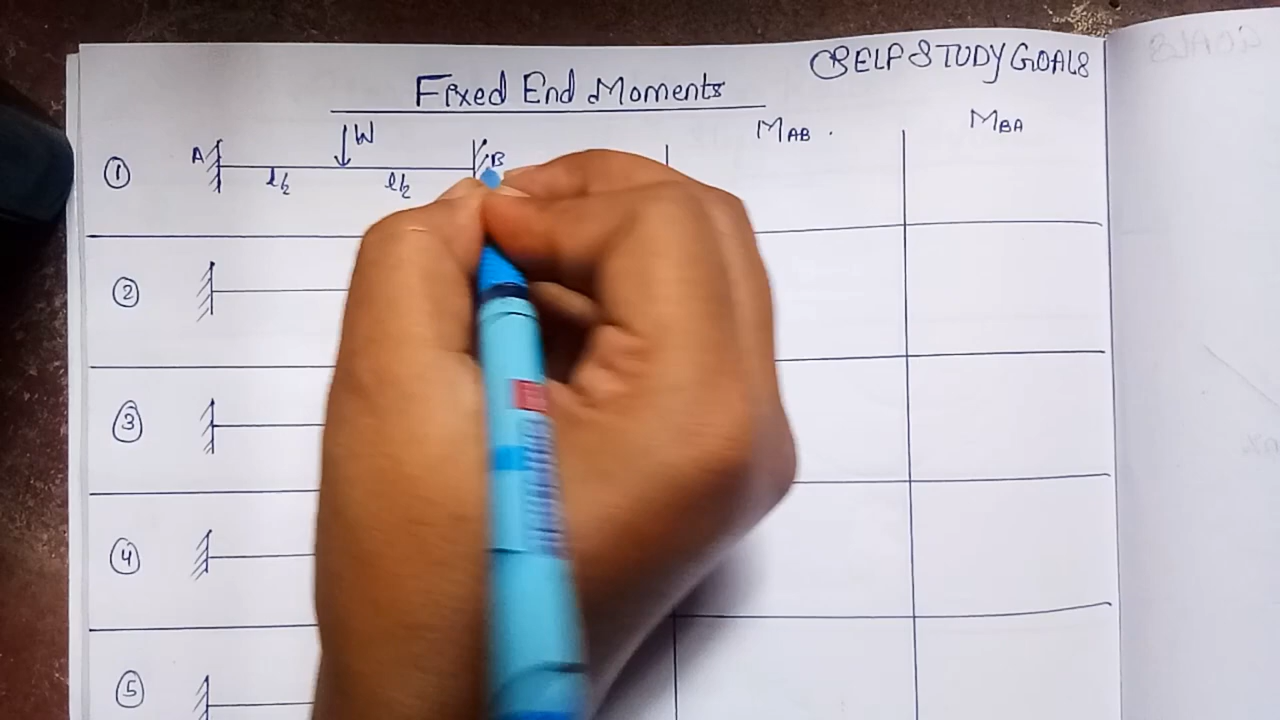 SELF STUDY GOALS
Fixed End Moments
MAB MBA
① A W B
l/2 l/2
②
③
④
⑤